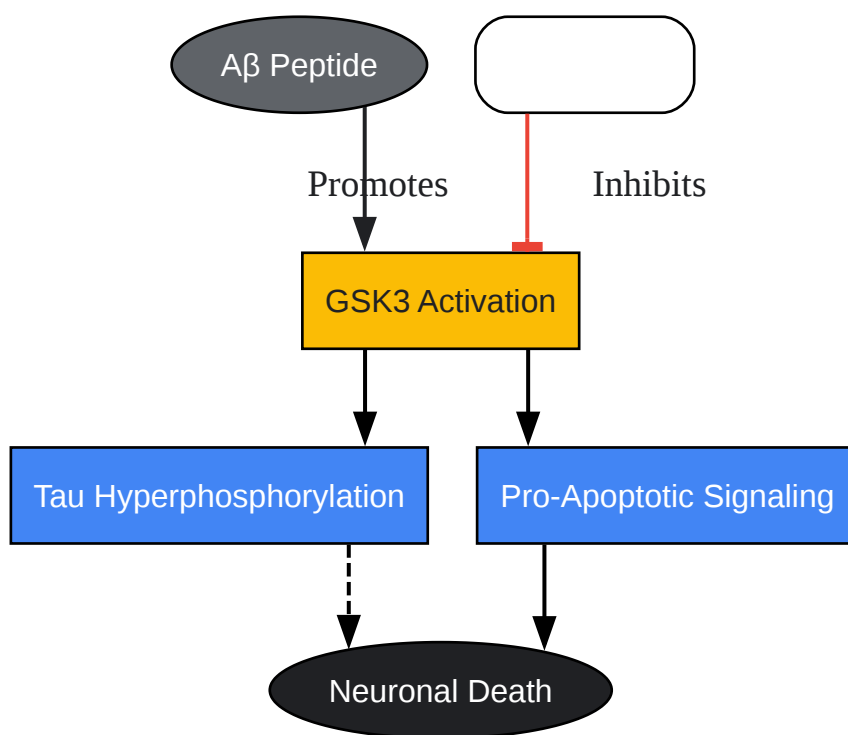 Aβ Peptide
Promotes
Inhibits
GSK3 Activation
Tau Hyperphosphorylation
Pro-Apoptotic Signaling
Neuronal Death